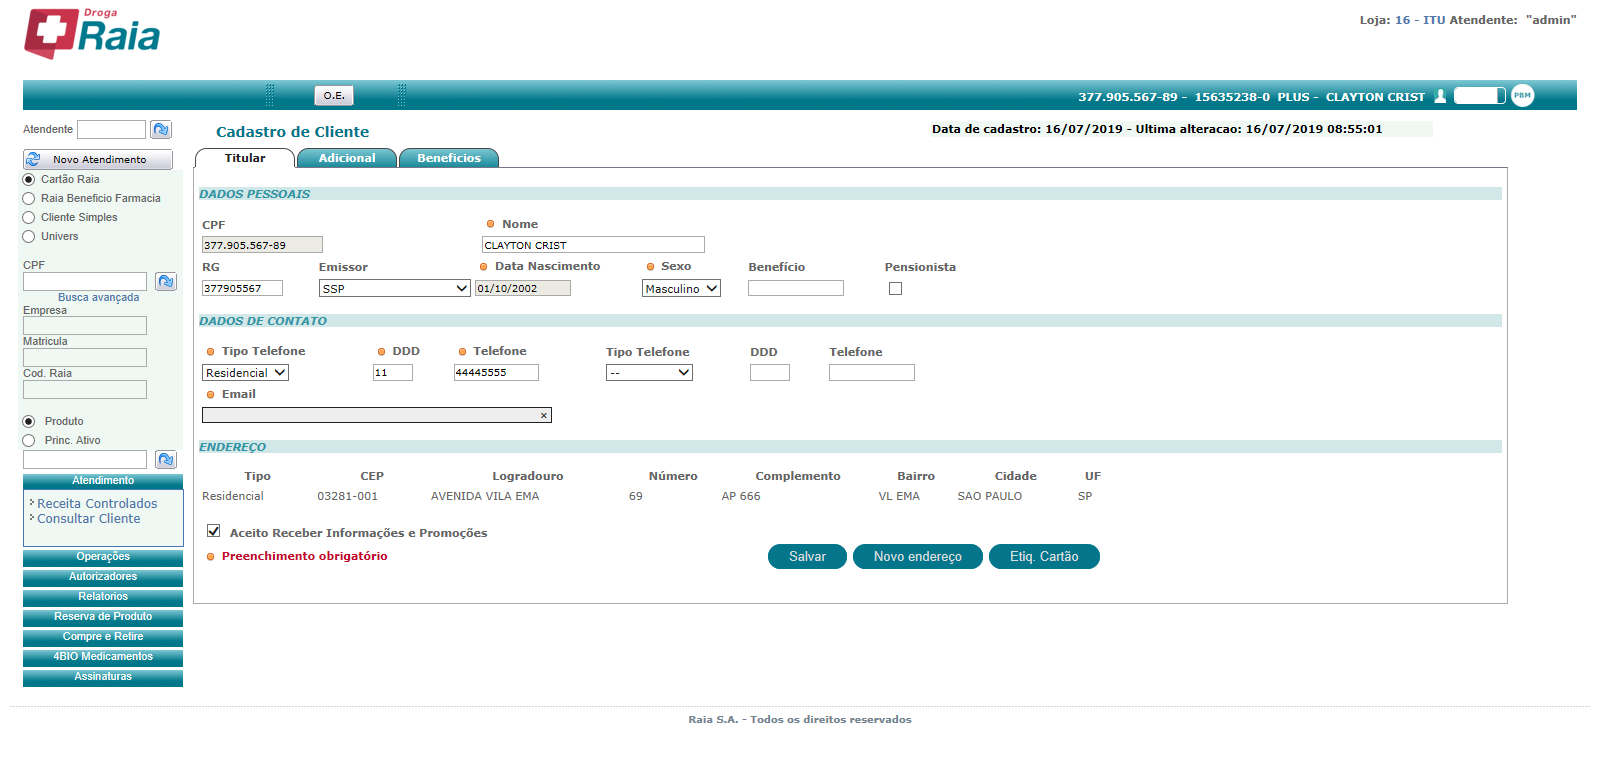 Droga
Raia
Loja: 16 - ITU Atendente: "admin"
O.E.
377.905.567-89 - 15635238-0 PLUS - CLAYTON CRIST
PBM
Atendente
Cadastro de Cliente
Data de cadastro: 16/07/2019 - Ultima alteracao: 16/07/2019 08:55:01
Novo Atendimento
Titular Adicional Beneficios
Cartão Raia
Raia Beneficio Farmacia
Cliente Simples
Univers
CPF
Busca avançada
Empresa
Matricula
Cod. Raia
Produto
Princ. Ativo
Atendimento
Receita Controlados
Consultar Cliente
Operações
Autorizadores
Relatorios
Reserva de Produto
Compre e Retire
4BIO Medicamentos
Assinaturas
DADOS PESSOAIS
CPF Nome
377.905.567-89 CLAYTON CRIST
RG Emissor Data Nascimento Sexo Benefício Pensionista
377905567 SSP 01/10/2002 Masculino
DADOS DE CONTATO
Tipo Telefone DDD Telefone Tipo Telefone DDD Telefone
Residencial 11 44445555 --
Email
×
ENDEREÇO
Tipo CEP Logradouro Número Complemento Bairro Cidade UF
Residencial 03281-001 AVENIDA VILA EMA 69 AP 666 VL EMA SAO PAULO SP
Aceito Receber Informações e Promoções
Preenchimento obrigatório
Salvar Novo endereço Etiq. Cartão
Raia S.A. - Todos os direitos reservados